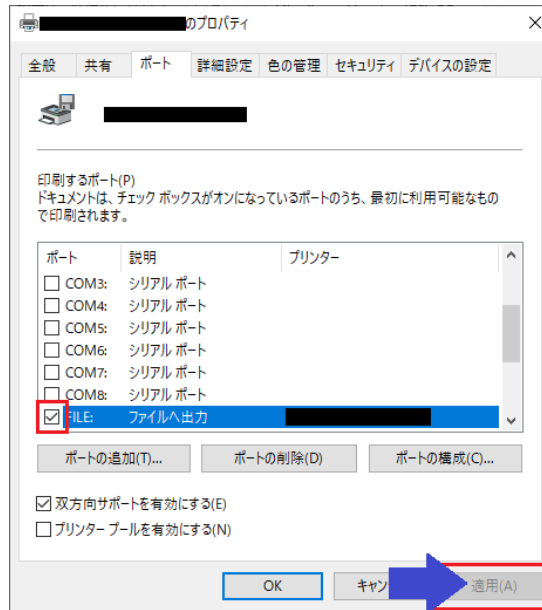 のプロパティ
全般 共有 ポート 詳細設定 色の管理 セキュリティ デバイスの設定
印刷するポート(P)
ドキュメントは、チェック ボックスがオンになっているポートのうち、最初に利用可能なもの
で印刷されます。
ポート 説明 プリンター
COM3: シリアル ポート
COM4: シリアル ポート
COM5: シリアル ポート
COM6: シリアル ポート
COM7: シリアル ポート
COM8: シリアル ポート
FILE: ファイルへ出力
ポートの追加(T)... ポートの削除(D) ポートの構成(C)...
双方向サポートを有効にする(E)
プリンター プールを有効にする(N)
OK キャン 適用(A)